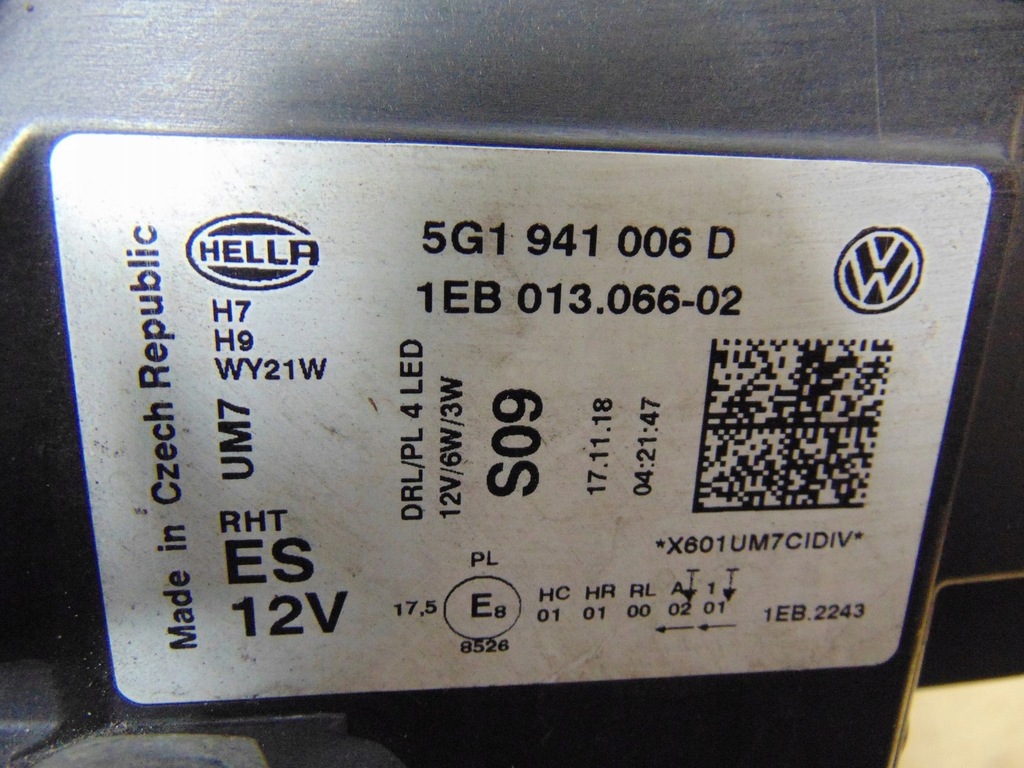 Made in Czech Republic
HELLA
5G1 941 006 D
1EB 013.066-02
H7
H9
WY21W
UM7
DRL/PL 4 LED
12V/6W/3W
S09
17.11.18
04:21:47
RHT
ES
12V
*X601UM7CIDIV*
PL
17,5
E8
8526
HC HR RL A 1
01 01 00 02 01
1EB.2243